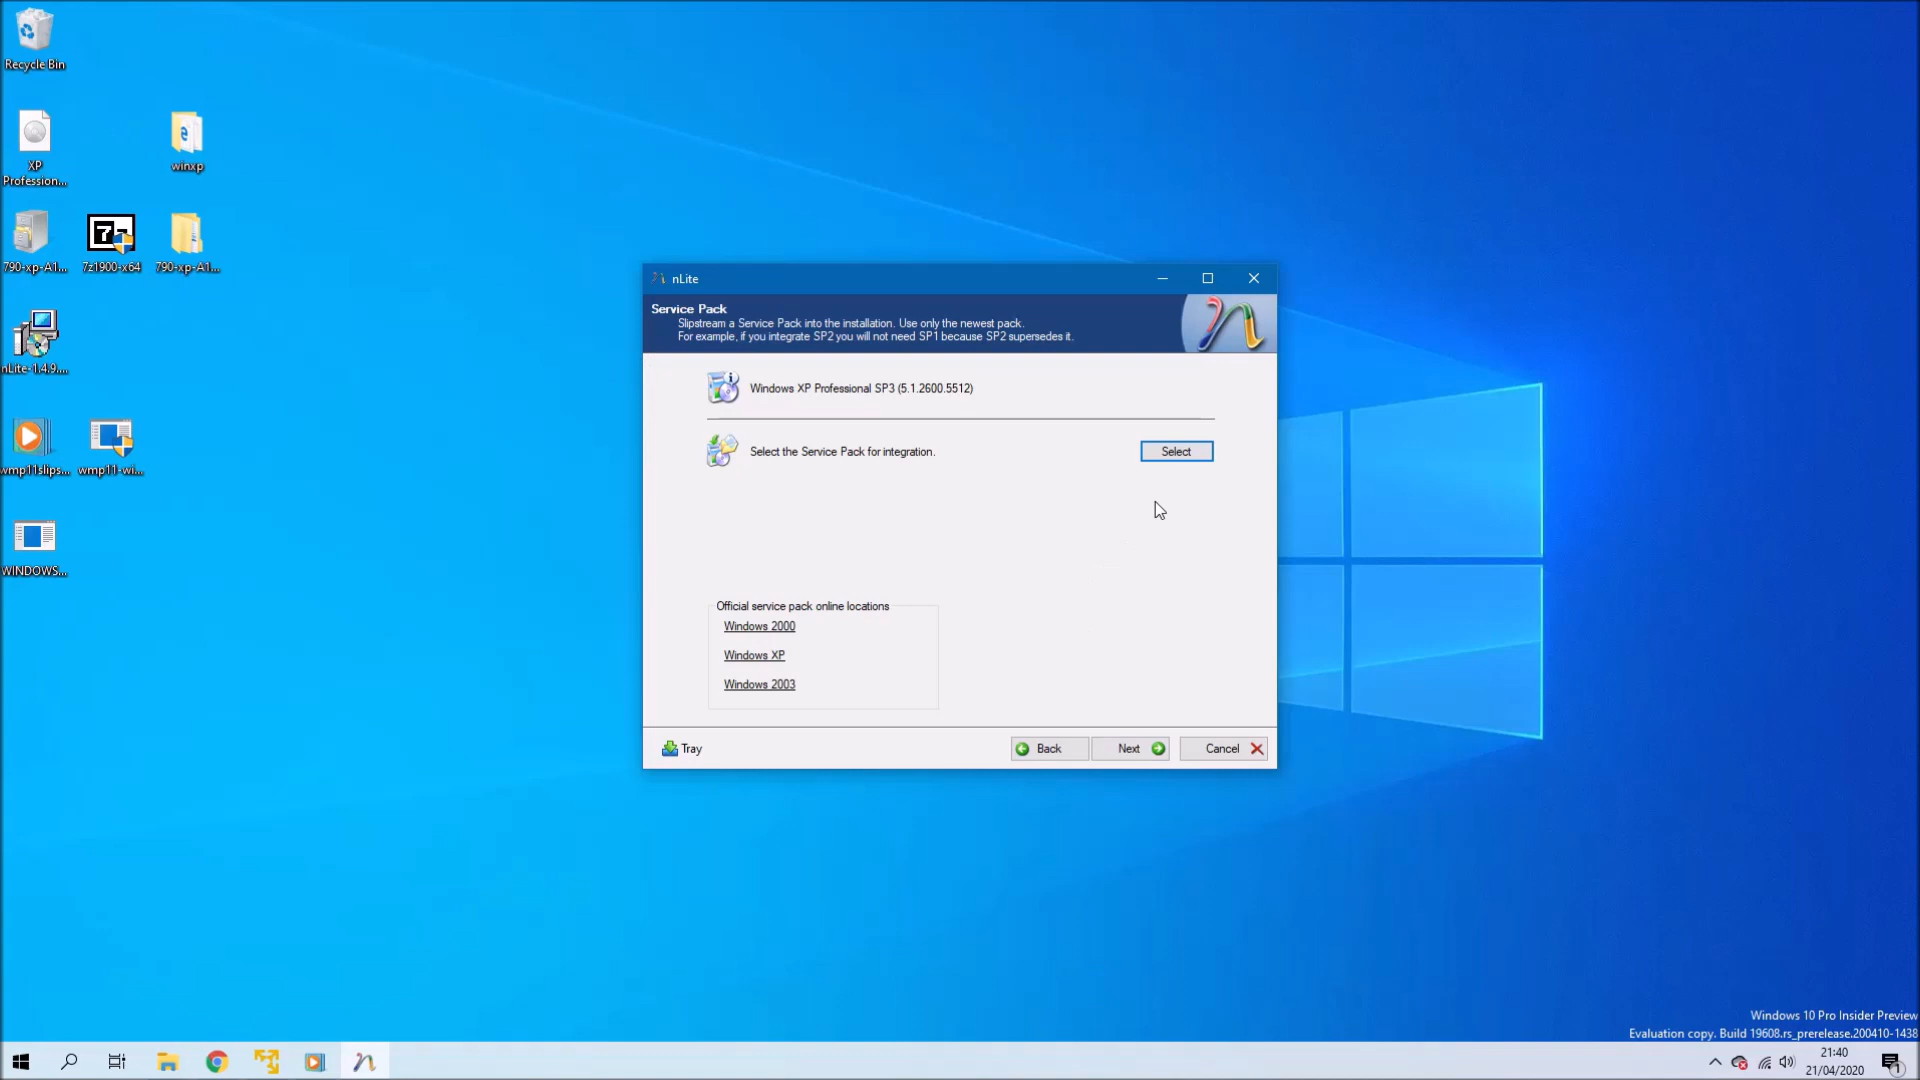 Recycle Bin
XP
Profession...
winxp
790-xp-A1...
7z1900-x64
790-xp-A1...
nLite-1.4.9....
wmp11slips...
wmp11-wi...
WINDOWS...
nLite
Service Pack
Slipstream a Service Pack into the installation. Use only the newest pack.
For example, if you integrate SP2 you will not need SP1 because SP2 supersedes it.
Windows XP Professional SP3 (5.1.2600.5512)
Select the Service Pack for integration.
Select
Official service pack online locations
Windows 2000
Windows XP
Windows 2003
Tray
Back
Next
Cancel
Windows 10 Pro Insider Preview
Evaluation copy. Build 19608.rs_prerelease.200410-1438
21:40
21/04/2020
1